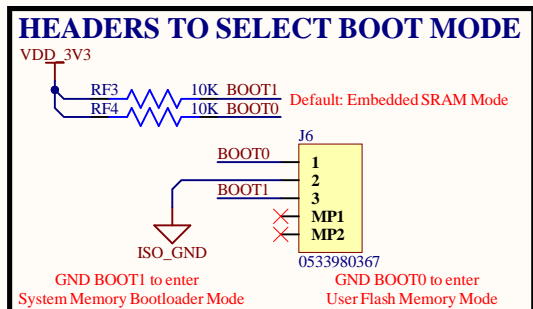 HEADERS TO SELECT BOOT MODE
VDD_3V3
RF3 10K BOOT1
RF4 10K BOOT0
Default: Embedded SRAM Mode
J6
BOOT0 1
2
BOOT1 3
MP1
MP2
ISO_GND
0533980367
GND BOOT1 to enter
System Memory Bootloader Mode
GND BOOT0 to enter
User Flash Memory Mode